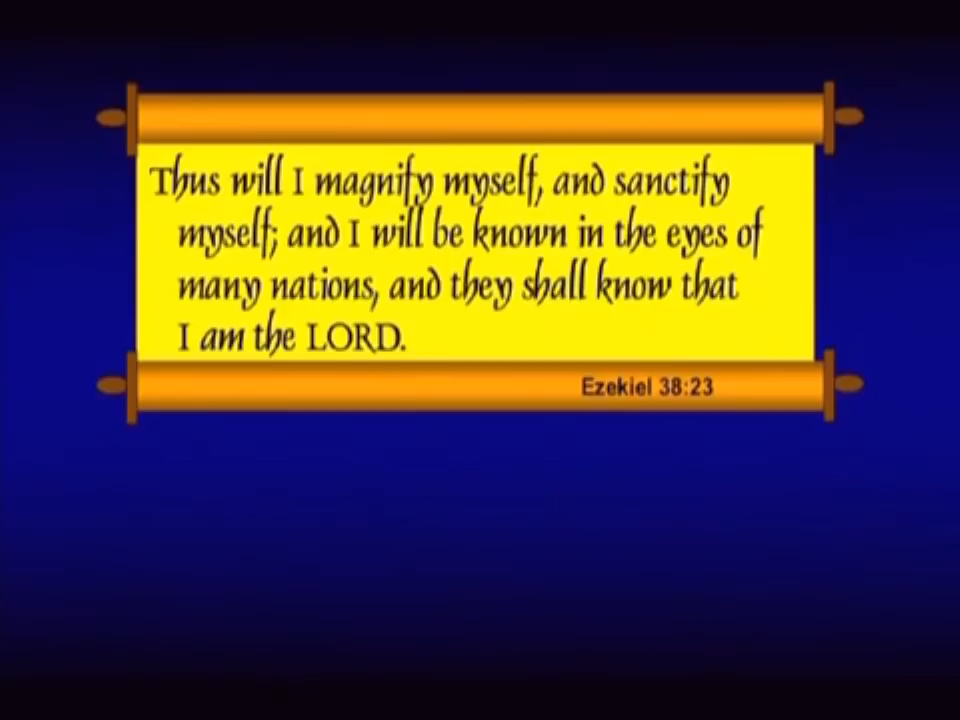 Thus will I magnify myself, and sanctify
myself; and I will be known in the eyes of
many nations, and they shall know that
I am the LORD.
Ezekiel 38:23